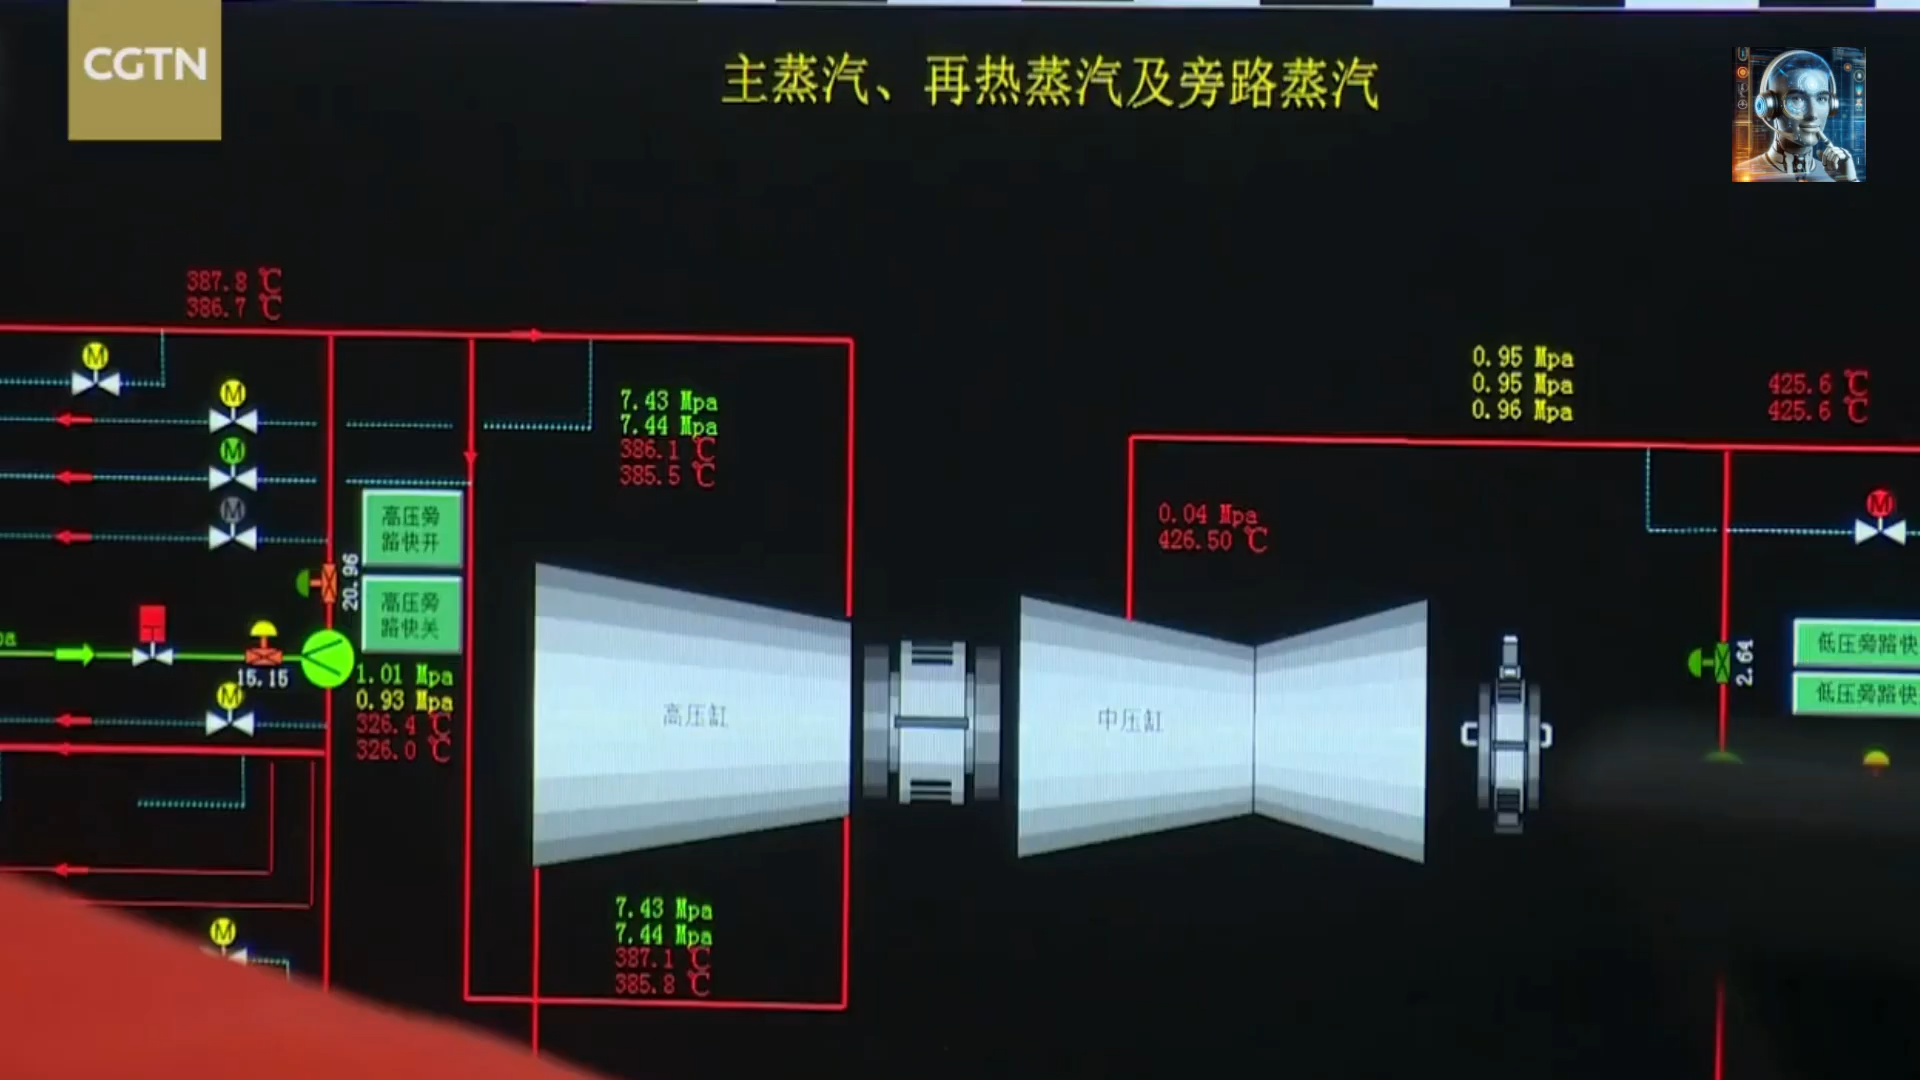 CGTN
主蒸汽、再热蒸汽及旁路蒸汽
387.8 ℃
386.7 ℃
M
M
M
M
7.43 Mpa
7.44 Mpa
386.1 ℃
385.5 ℃
0.95 Mpa
0.95 Mpa
0.96 Mpa
425.6 ℃
425.6 ℃
0.04 Mpa
426.50 ℃
M
高压旁
路快开
高压旁
路快关
20.96
pa
15.15
M
1.01 Mpa
0.93 Mpa
326.4 ℃
326.0 ℃
高压缸
中压缸
2.64
低压旁路快
低压旁路快
7.43 Mpa
7.44 Mpa
387.1 ℃
385.8 ℃
M